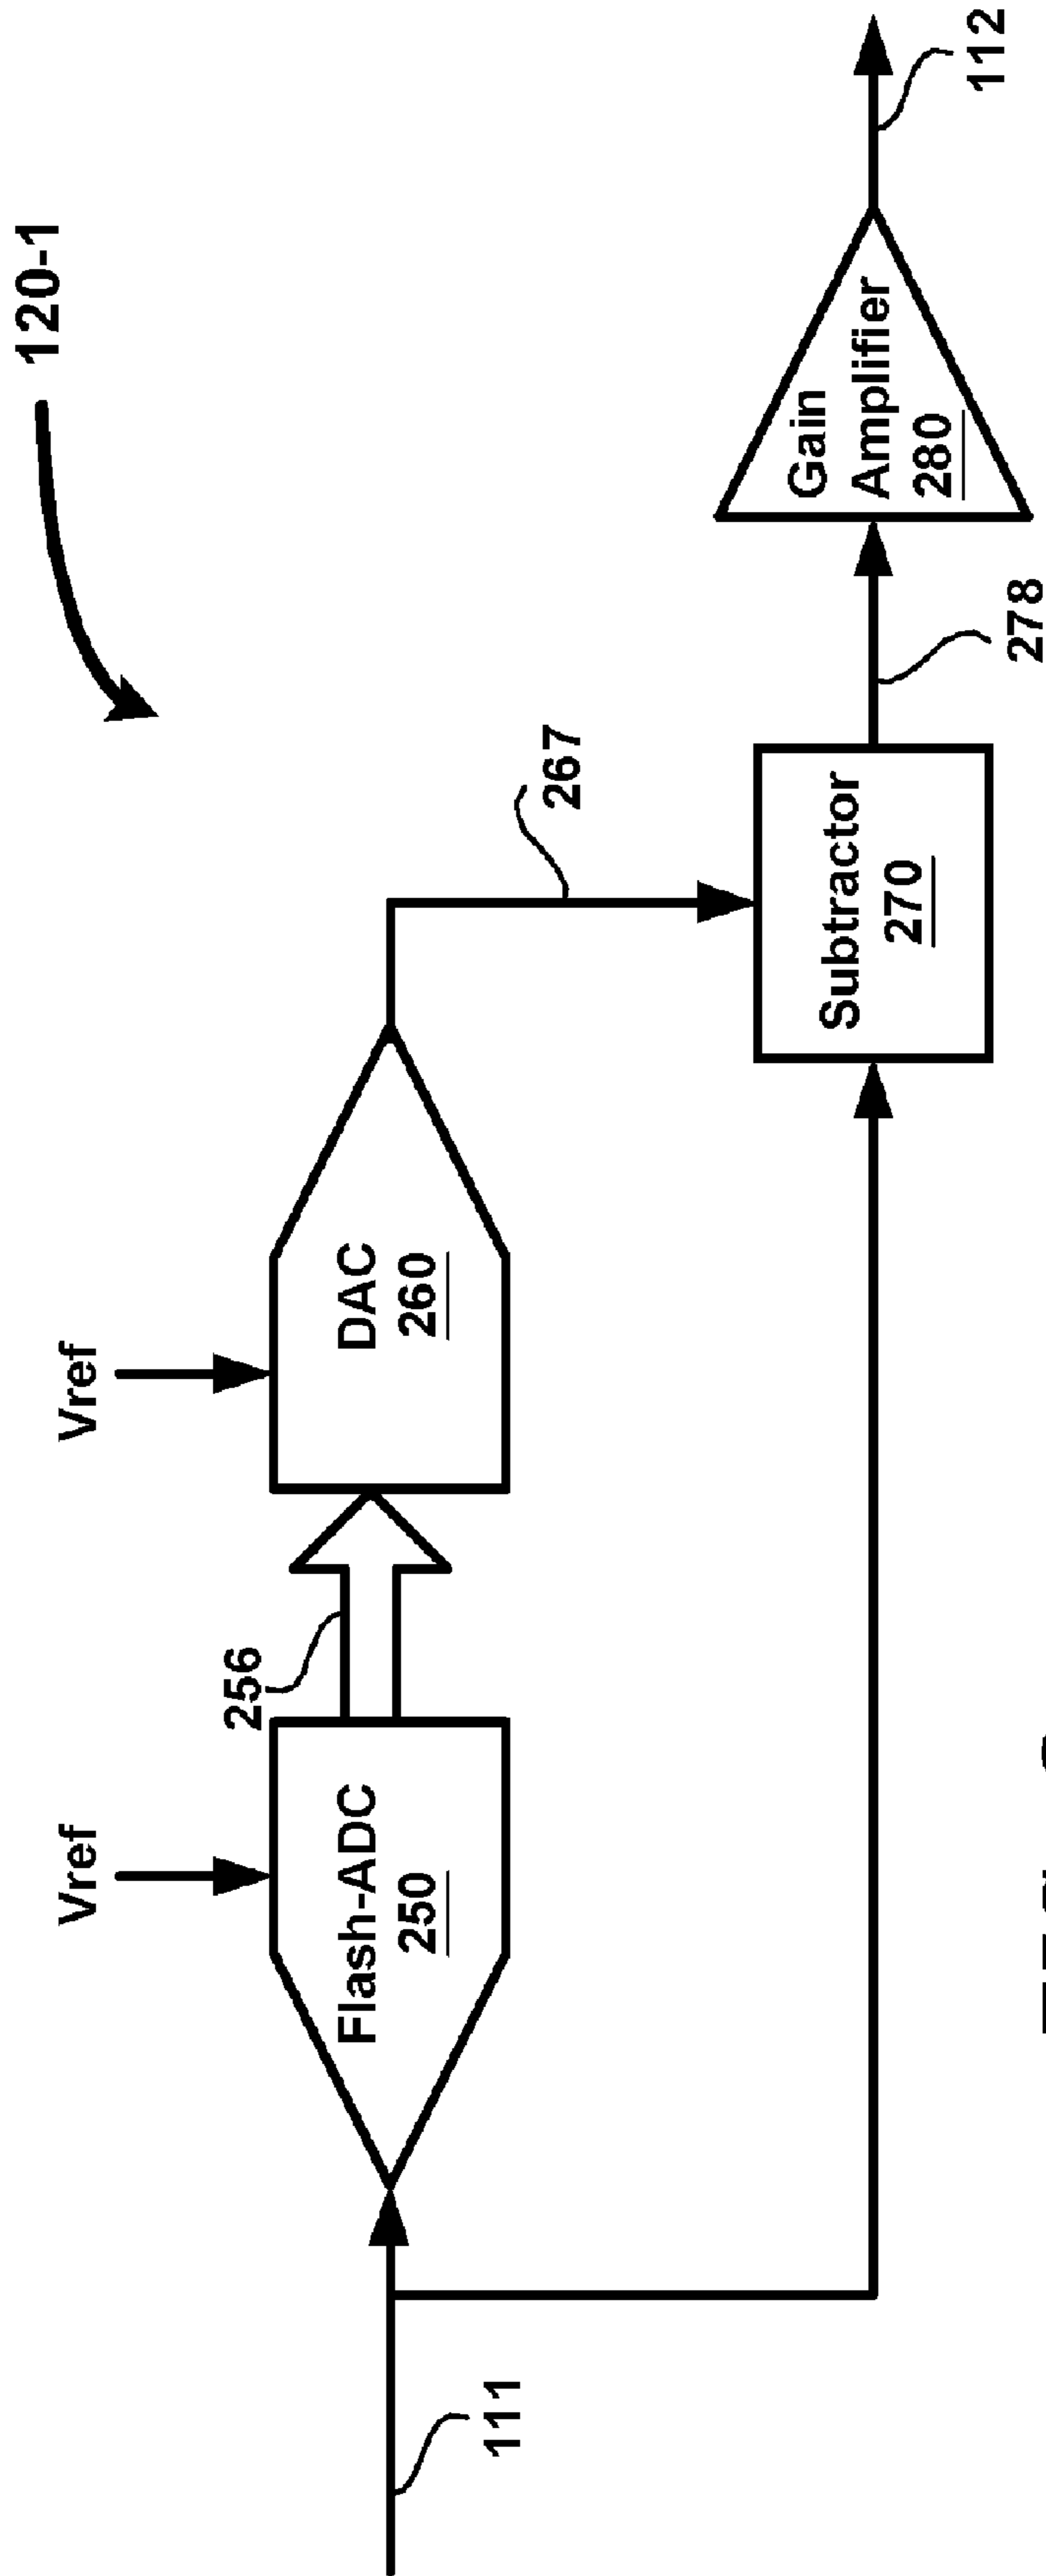 120-1
Vref
Vref
256
Flash-ADC
250
DAC
260
267
111
Subtractor
270
278
Gain
Amplifier
280
112